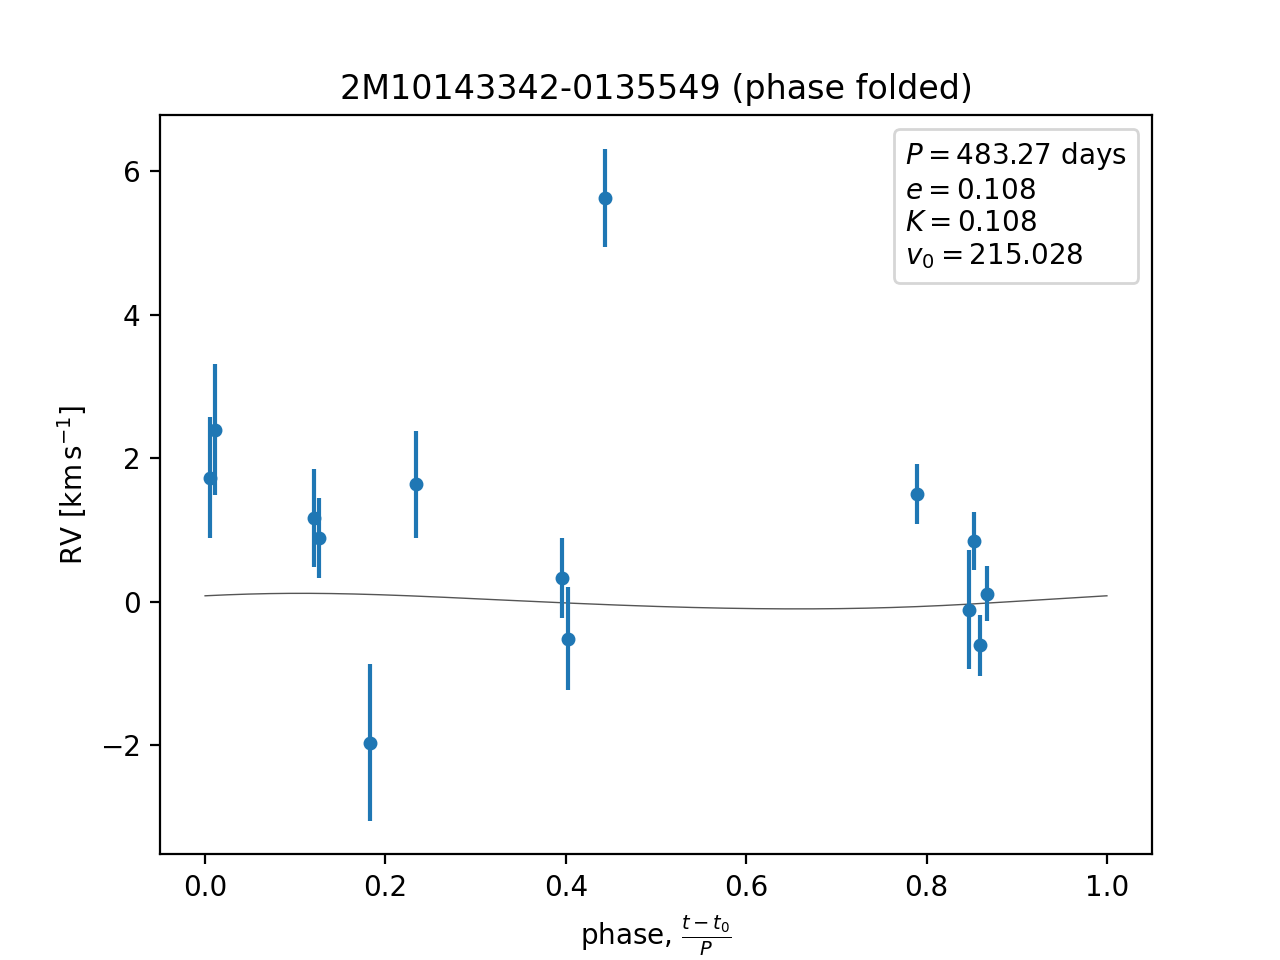 2M10143342-0135549 (phase folded)
P = 483.27 days
e = 0.108
K = 0.108
v₀ = 215.028
RV [km s⁻¹]
6
4
2
0
−2
0.0 0.2 0.4 0.6 0.8 1.0
phase, (t − t₀)/P